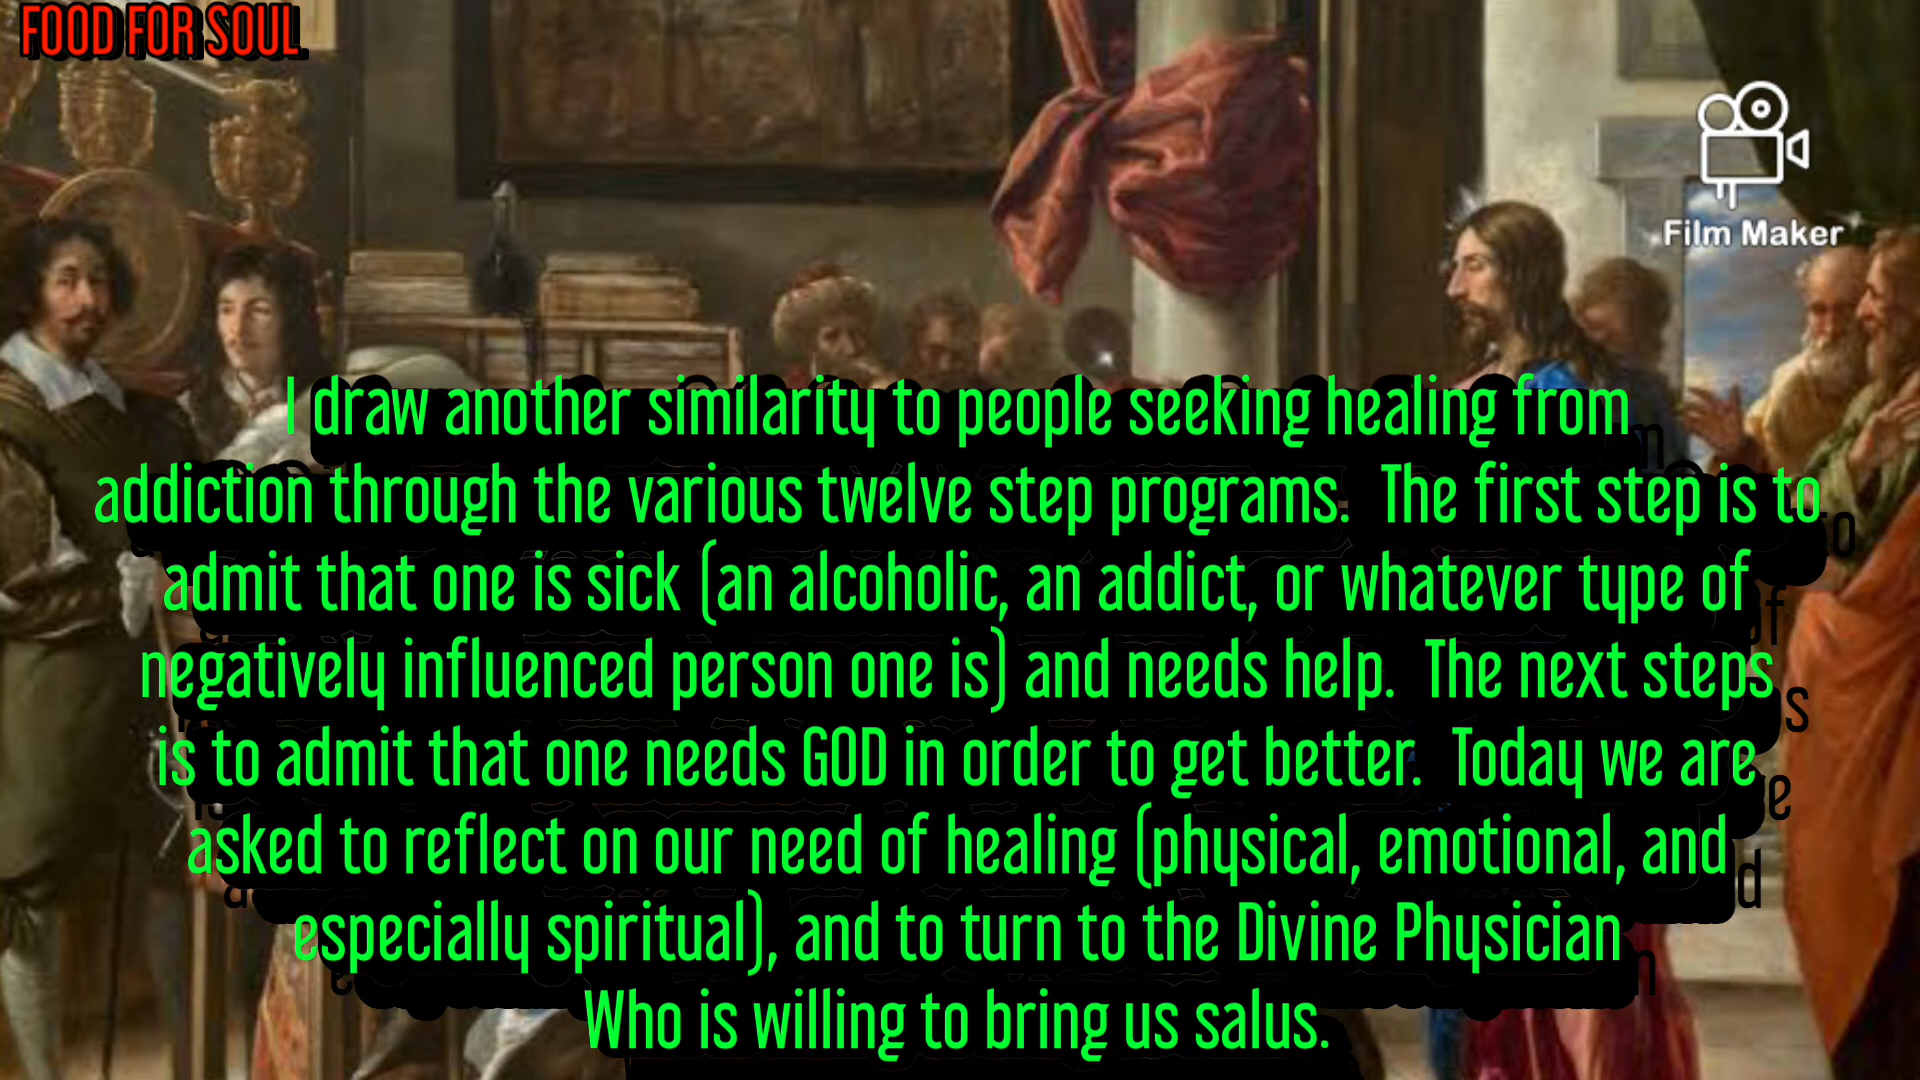 FOOD FOR SOUL
Film Maker
I draw another similarity to people seeking healing from
addiction through the various twelve step programs.  The first step is to
admit that one is sick (an alcoholic, an addict, or whatever type of
negatively influenced person one is) and needs help.  The next steps
is to admit that one needs GOD in order to get better.  Today we are
asked to reflect on our need of healing (physical, emotional, and
especially spiritual), and to turn to the Divine Physician
Who is willing to bring us salus.